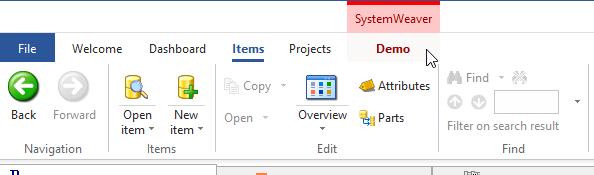 SystemWeaver
File Welcome Dashboard Items Projects Demo
Back Forward Open item New item Copy Open Overview Attributes Parts Find Filter on search result
Navigation Items Edit Find